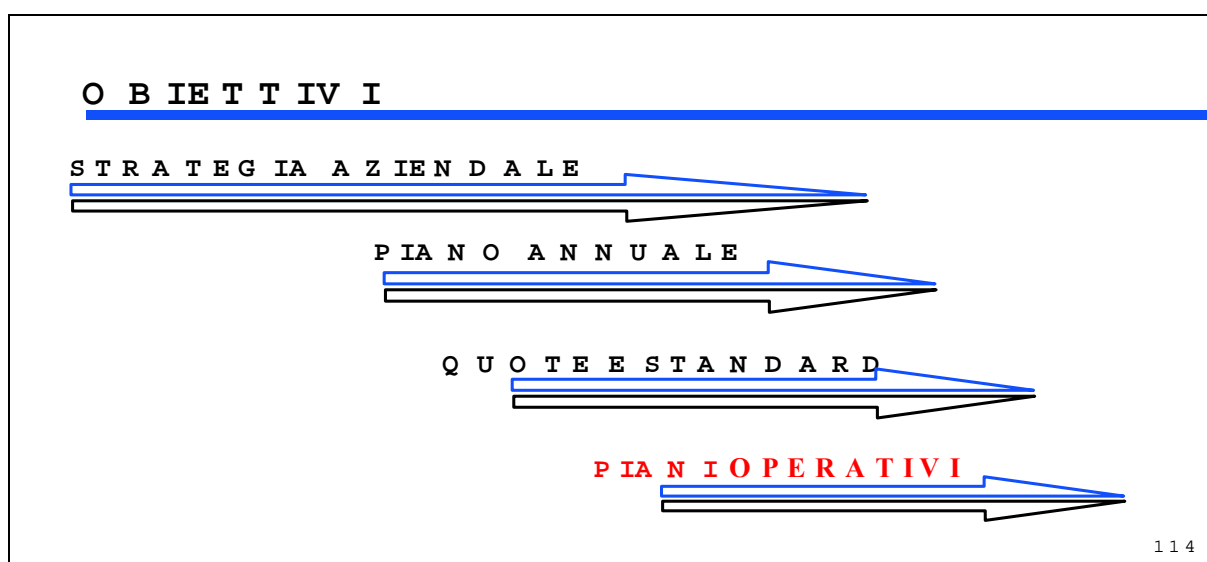 OBIETTIVI
STRATEGIA AZIENDALE
PIANO ANNUALE
QUOTE E STANDARD
PIANI OPERATIVI
114